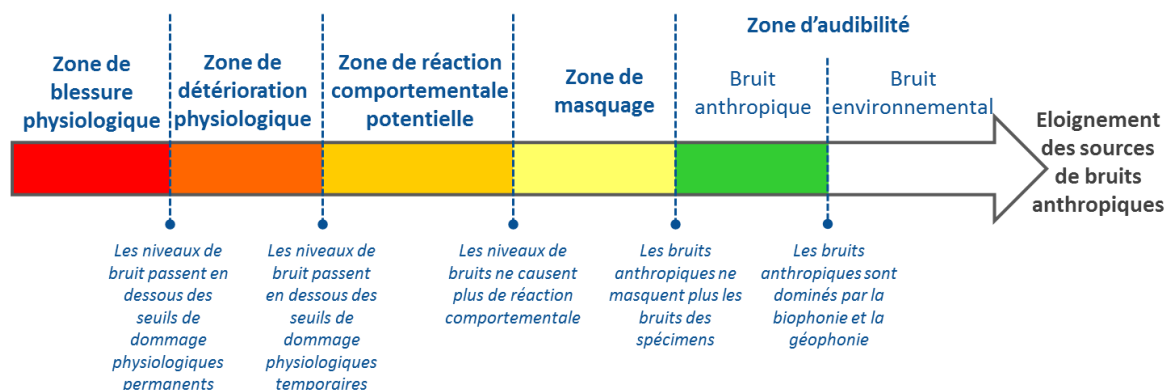 Zone d’audibilité
Zone de
blessure
physiologique
Zone de
détérioration
physiologique
Zone de réaction
comportementale
potentielle
Zone de
masquage
Bruit
anthropique
Bruit
environnemental
Eloignement
des sources
de bruits
anthropiques
Les niveaux de
bruit passent en
dessous des
seuils de
dommage
physiologiques
permanents
Les niveaux de
bruit passent
en dessous des
seuils de
dommage
physiologiques
temporaires
Les niveaux de
bruits ne causent
plus de réaction
comportementale
Les bruits
anthropiques ne
masquent plus les
bruits des
spécimens
Les bruits
anthropiques sont
dominés par la
biophonie et la
géophonie